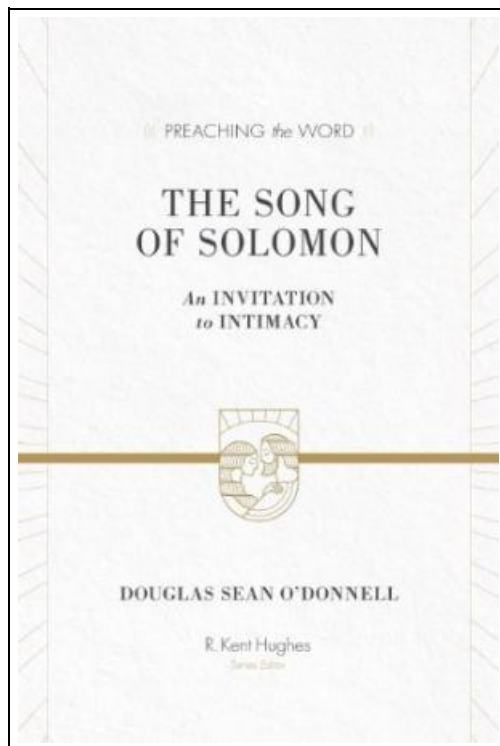 PREACHING the WORD
THE SONG
OF SOLOMON
An INVITATION
to INTIMACY
DOUGLAS SEAN O'DONNELL
R. Kent Hughes
Series Editor